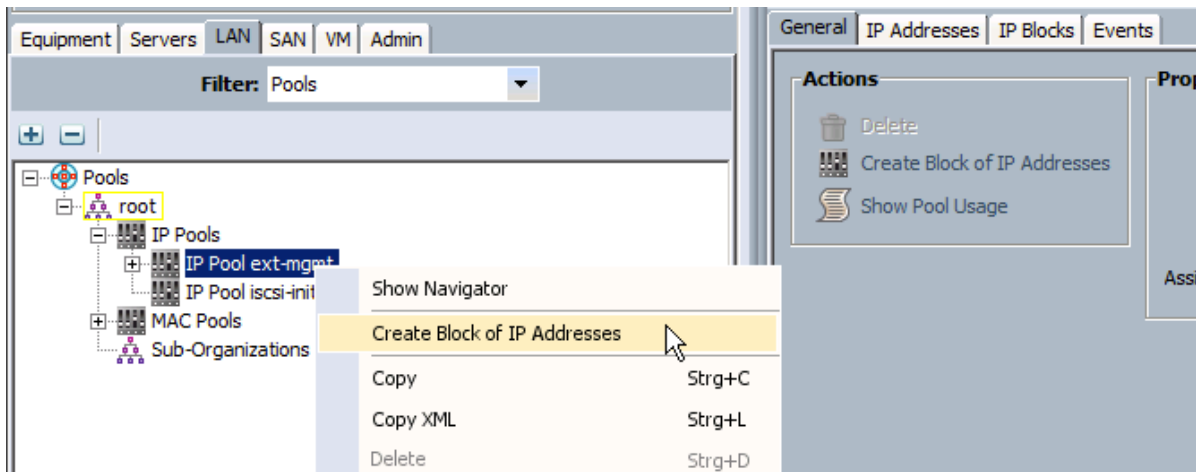 Equipment Servers LAN SAN VM Admin
Filter: Pools
Pools
root
IP Pools
IP Pool ext-mgmt
IP Pool iscsi-init
MAC Pools
Sub-Organizations
Show Navigator
Create Block of IP Addresses
Copy Strg+C
Copy XML Strg+L
Delete Strg+D
General IP Addresses IP Blocks Events
Actions
Delete
Create Block of IP Addresses
Show Pool Usage
Prop
Assi